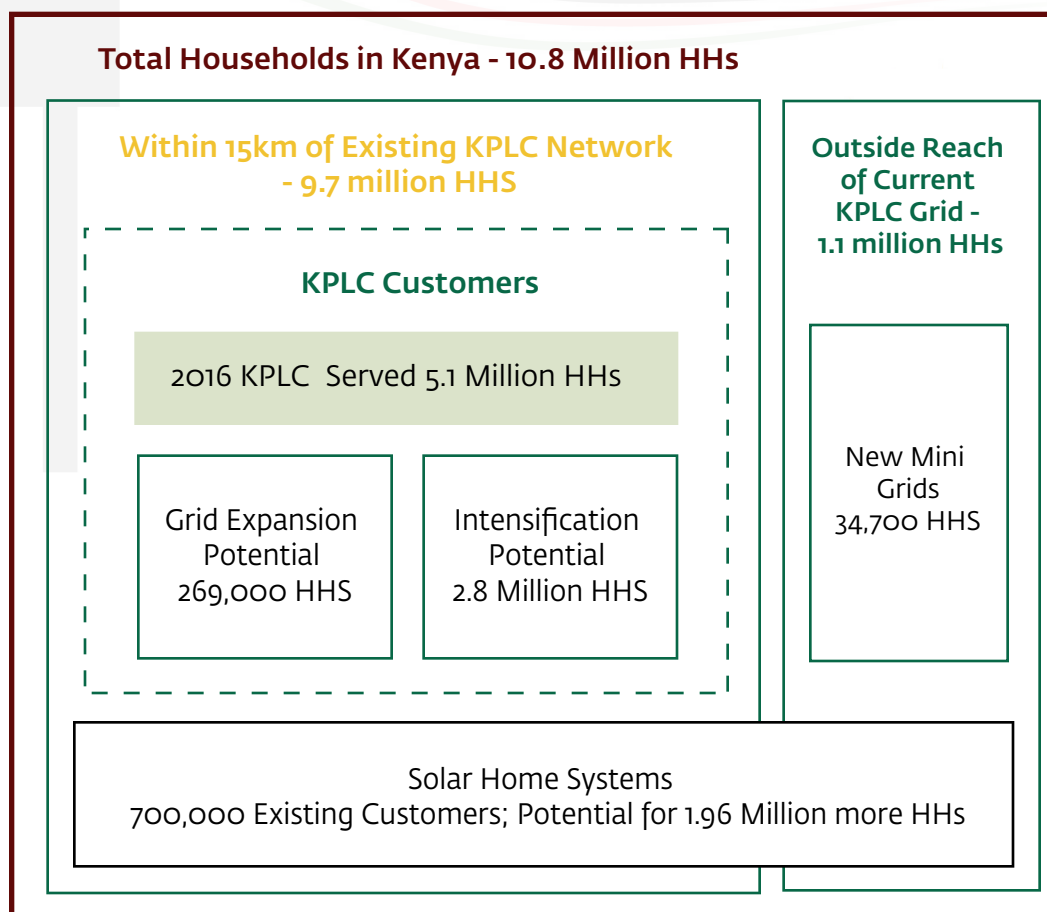 Total Households in Kenya - 10.8 Million HHs
Within 15km of Existing KPLC Network
- 9.7 million HHS
KPLC Customers
2016 KPLC Served 5.1 Million HHs
Grid Expansion
Potential
269,000 HHS
Intensification
Potential
2.8 Million HHS
Outside Reach
of Current
KPLC Grid -
1.1 million HHs
New Mini
Grids
34,700 HHS
Solar Home Systems
700,000 Existing Customers; Potential for 1.96 Million more HHs